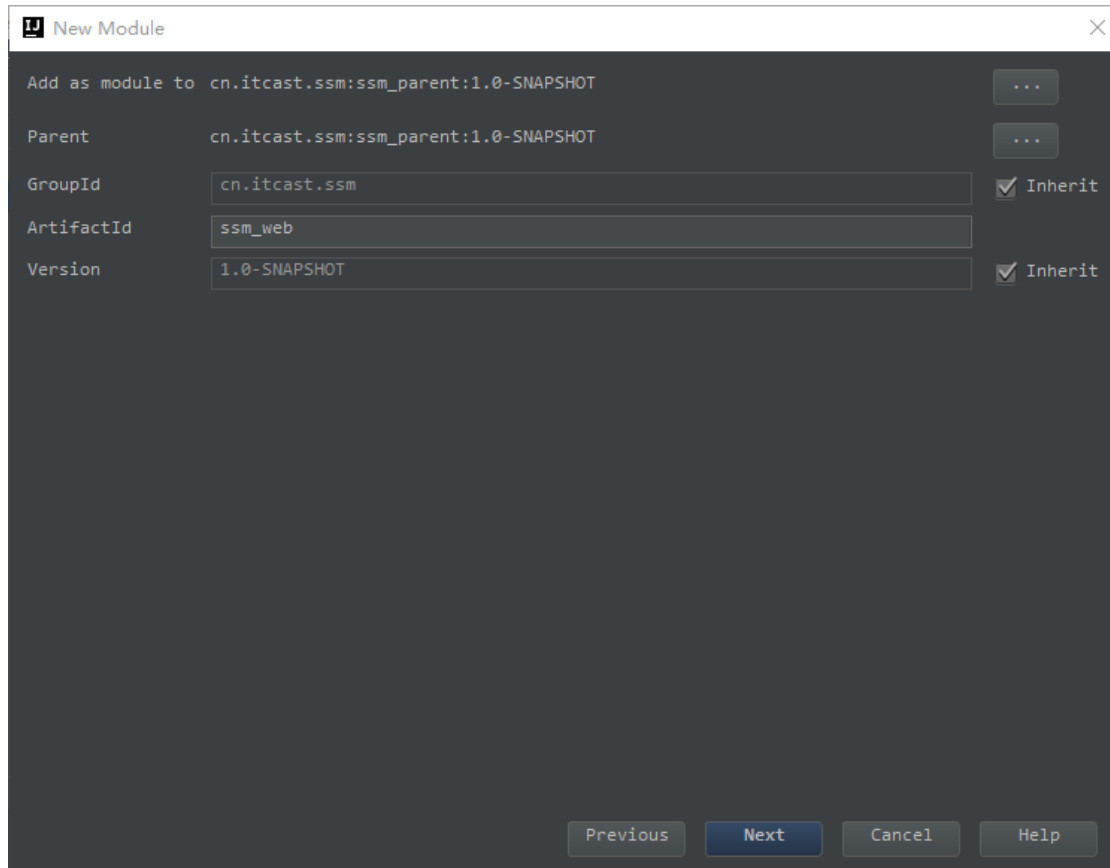 IJ New Module
Add as module to cn.itcast.ssm:ssm_parent:1.0-SNAPSHOT ...
Parent cn.itcast.ssm:ssm_parent:1.0-SNAPSHOT ...
GroupId cn.itcast.ssm Inherit
ArtifactId ssm_web
Version 1.0-SNAPSHOT Inherit
Previous Next Cancel Help